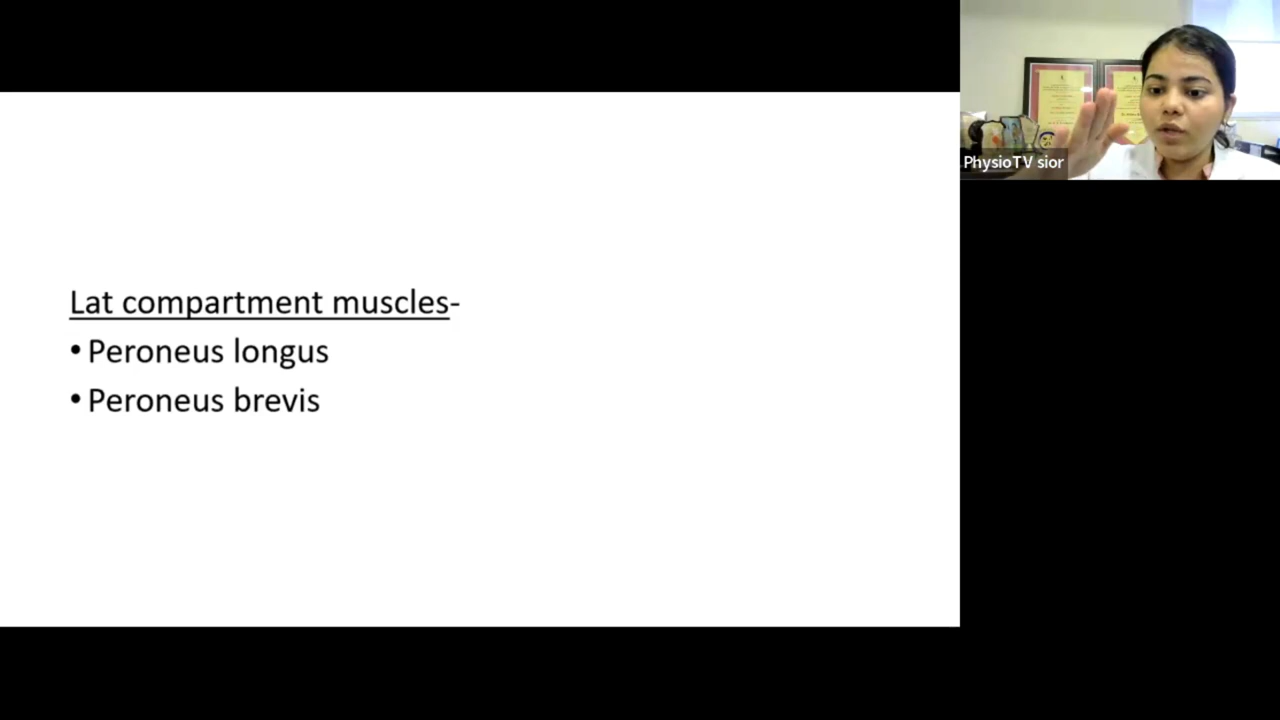 Lat compartment muscles-
• Peroneus longus
• Peroneus brevis
PhysioTV sior